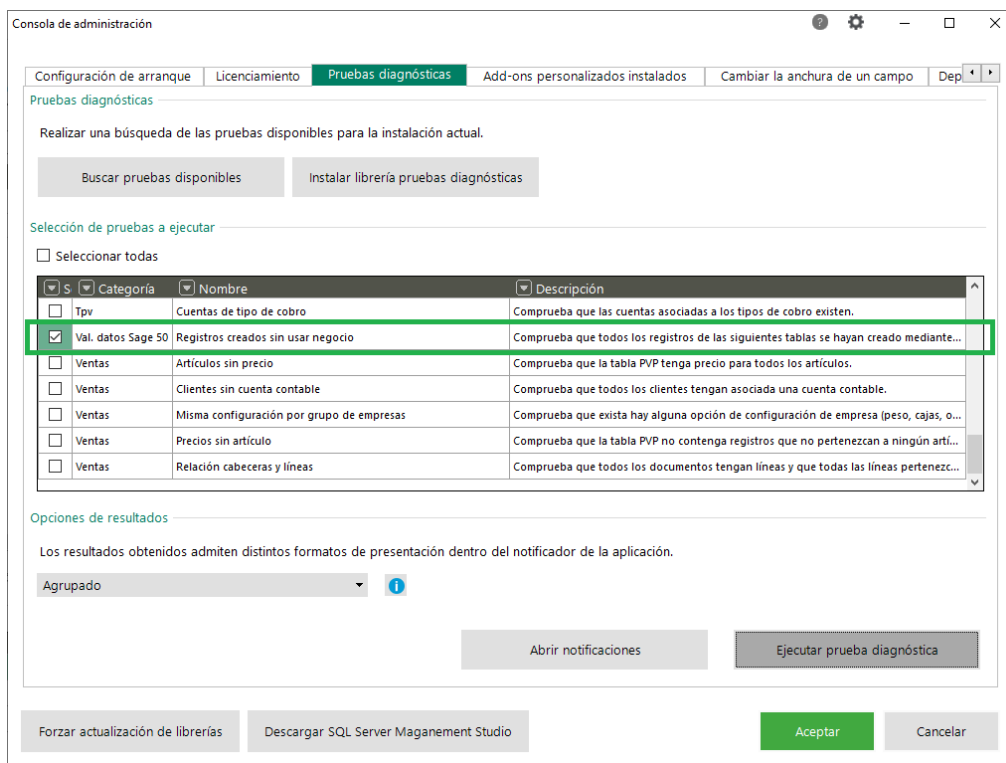 Consola de administración
Configuración de arranque Licenciamiento Pruebas diagnósticas Add-ons personalizados instalados Cambiar la anchura de un campo Dep
Pruebas diagnósticas
Realizar una búsqueda de las pruebas disponibles para la instalación actual.
Buscar pruebas disponibles Instalar librería pruebas diagnósticas
Selección de pruebas a ejecutar
Seleccionar todas
S Categoría Nombre Descripción
Tpv Cuentas de tipo de cobro Comprueba que las cuentas asociadas a los tipos de cobro existen.
Val. datos Sage 50 Registros creados sin usar negocio Comprueba que todos los registros de las siguientes tablas se hayan creado mediante...
Ventas Artículos sin precio Comprueba que la tabla PVP tenga precio para todos los artículos.
Ventas Clientes sin cuenta contable Comprueba que todos los clientes tengan asociada una cuenta contable.
Ventas Misma configuración por grupo de empresas Comprueba que exista hay alguna opción de configuración de empresa (peso, cajas, o...
Ventas Precios sin artículo Comprueba que la tabla PVP no contenga registros que no pertenezcan a ningún artí...
Ventas Relación cabeceras y líneas Comprueba que todos los documentos tengan líneas y que todas las líneas pertenezc...
Opciones de resultados
Los resultados obtenidos admiten distintos formatos de presentación dentro del notificador de la aplicación.
Agrupado
Abrir notificaciones Ejecutar prueba diagnóstica
Forzar actualización de librerías Descargar SQL Server Maganement Studio Aceptar Cancelar